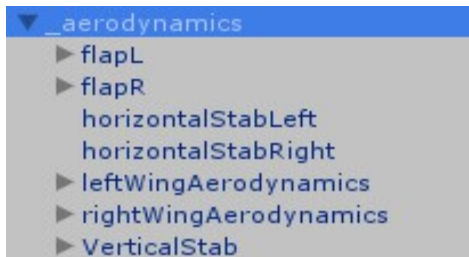 _aerodynamics
flapL
flapR
horizontalStabLeft
horizontalStabRight
leftWingAerodynamics
rightWingAerodynamics
VerticalStab